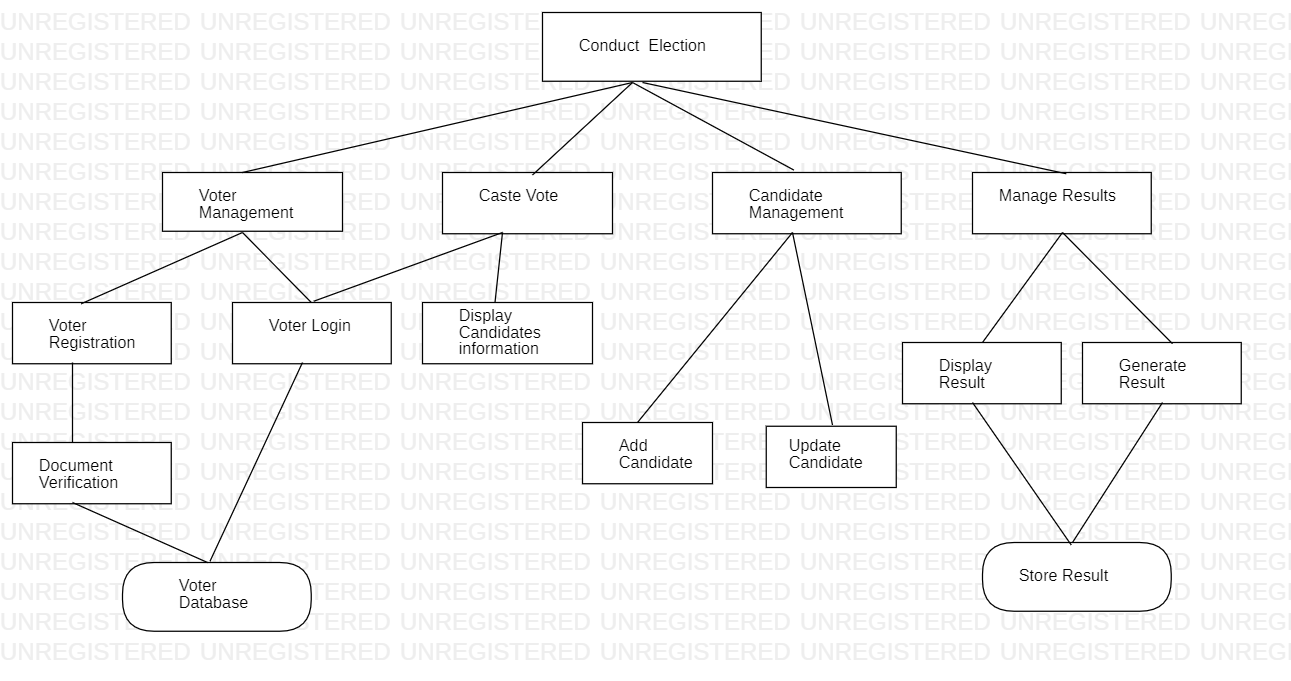 Conduct  Election
Voter
Management
Caste Vote
Candidate
Management
Manage Results
Voter
Registration
Voter Login
Display
Candidates
information
Display
Result
Generate
Result
Add
Candidate
Update
Candidate
Document
Verification
Voter
Database
Store Result
UNREGISTERED